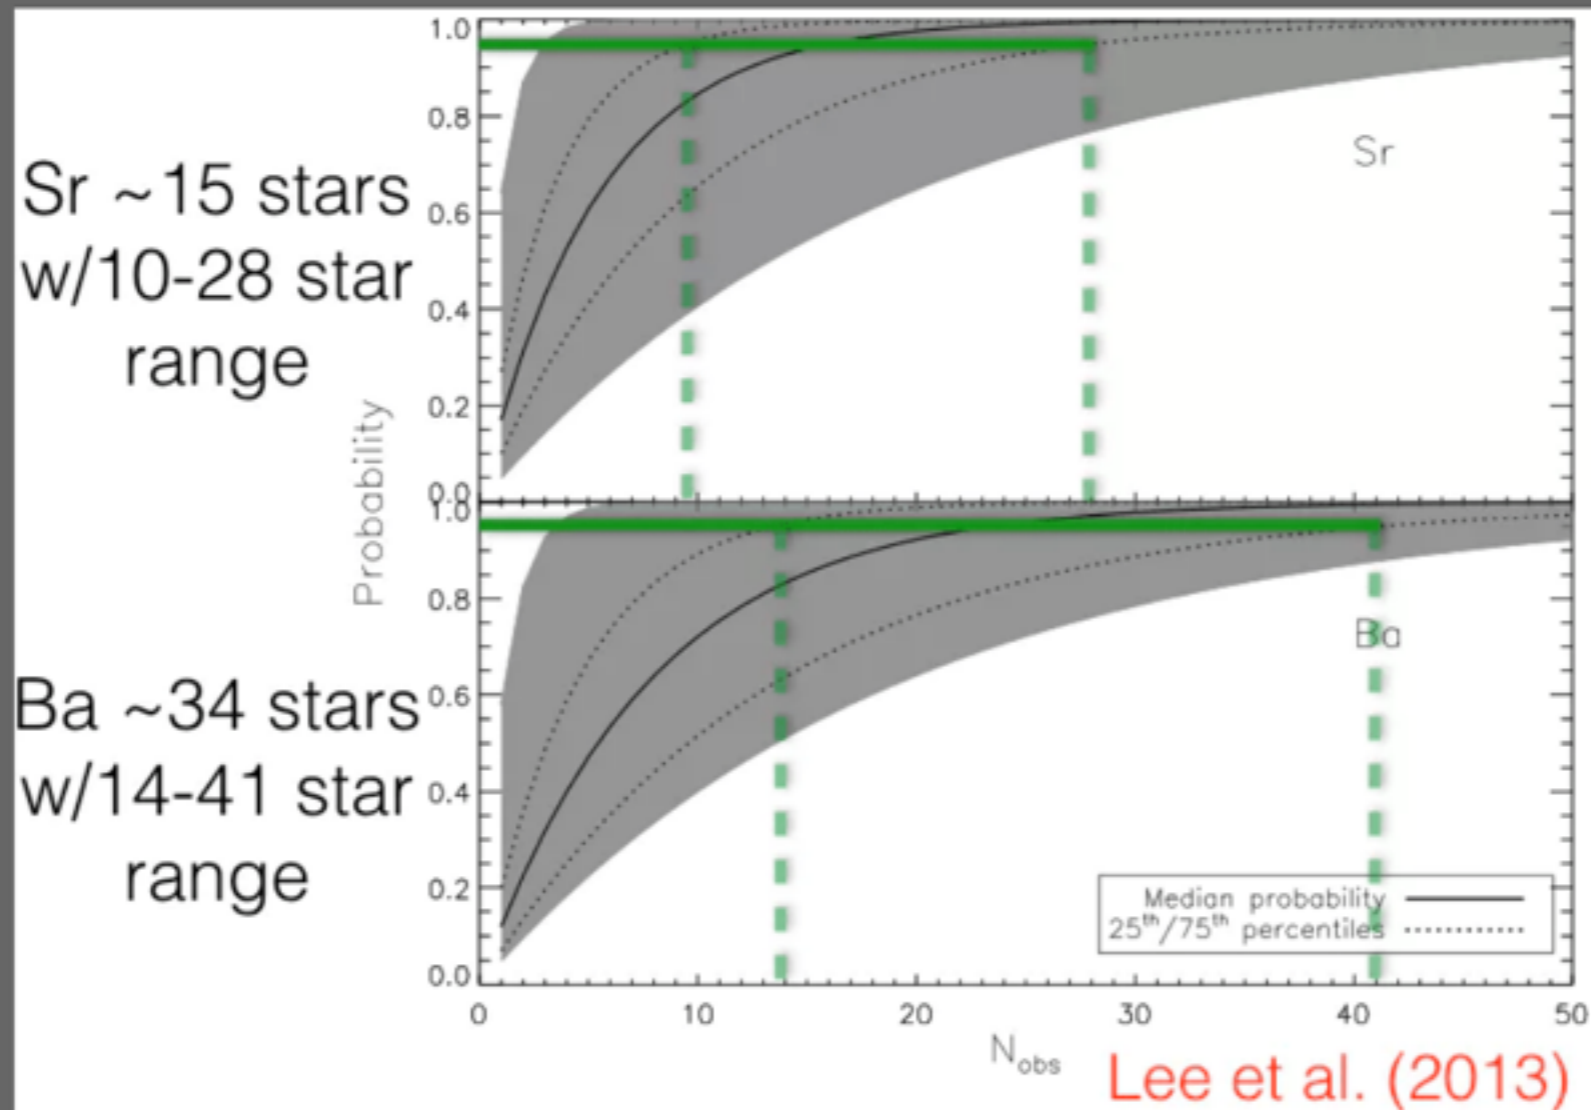 Sr ~15 stars
w/10-28 star
range
Ba ~34 stars
w/14-41 star
range
Probability
1.0
0.8
0.6
0.4
0.2
0.0
Sr
1.0
0.8
0.6
0.4
0.2
0.0
Ba
Median probability
25th/75th percentiles
0 10 20 30 40 50
Nobs
Lee et al. (2013)